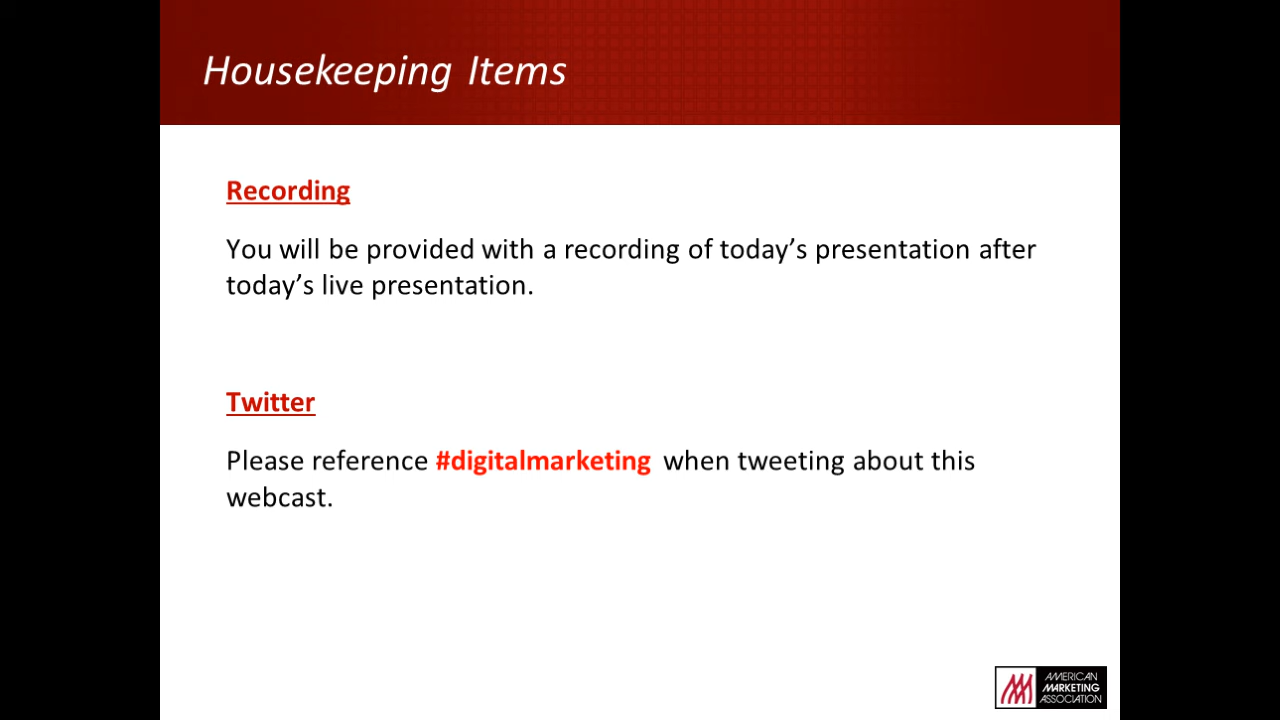 Housekeeping Items
Recording
You will be provided with a recording of today’s presentation after
today’s live presentation.
Twitter
Please reference #digitalmarketing when tweeting about this
webcast.
AMERICAN
MARKETING
ASSOCIATION